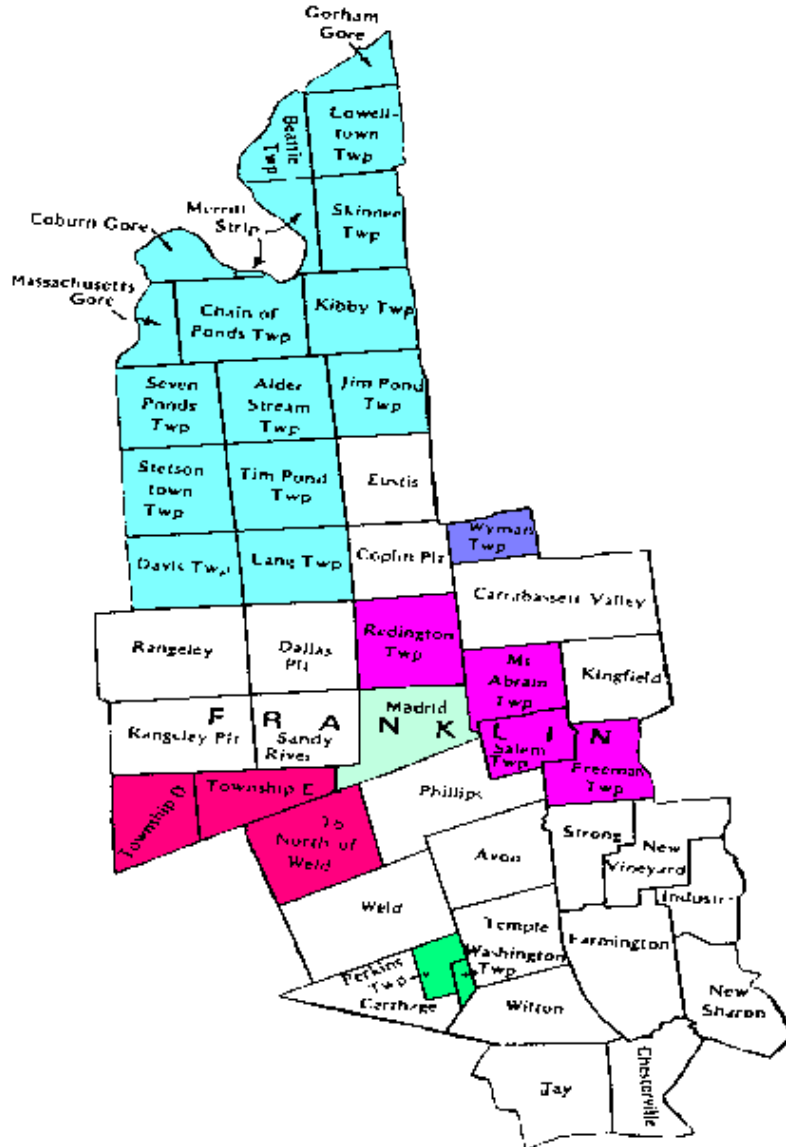 Gorham
Gore
Lowell-
town
Twp
Beattie
Twp
Merrill
Strip
Skinner
Twp
Coburn Gore
Massachusetts
Gore
Chain of
Ponds Twp
Kibby Twp
Seven
Ponds
Twp
Alder
Stream
Twp
Jim Pond
Twp
Stetson
town
Twp
Tim Pond
Twp
Eustis
Wyman
Twp
Davis Twp
Lang Twp
Coplin Plt
Carrabassett Valley
Rangeley
Dallas
Plt
Redington
Twp
Mt
Abram
Twp
Kingfield
Madrid
FRANKLIN
Rangeley Plt
Sandy
River
Salem
Twp
Freeman
Twp
Township D
Township E
Phillips
T6
North of
Weld
Strong
New
Vineyard
Avon
Industry
Weld
Temple
Farmington
Perkins
Twp
Washington
Twp
Carthage
Wilton
New
Sharon
Jay
Chesterville